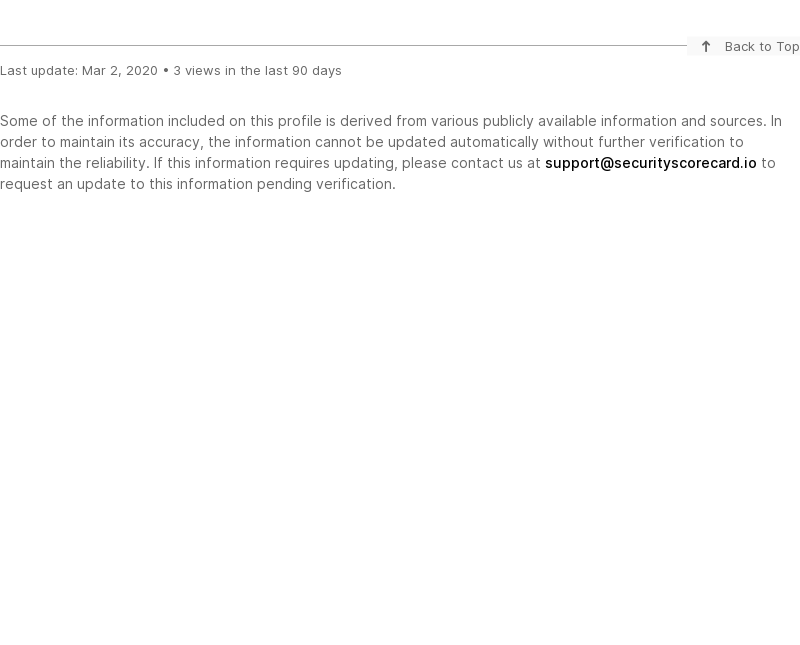 Back to Top
Last update: Mar 2, 2020 • 3 views in the last 90 days
Some of the information included on this profile is derived from various publicly available information and sources. In
order to maintain its accuracy, the information cannot be updated automatically without further verification to
maintain the reliability. If this information requires updating, please contact us at support@securityscorecard.io to
request an update to this information pending verification.